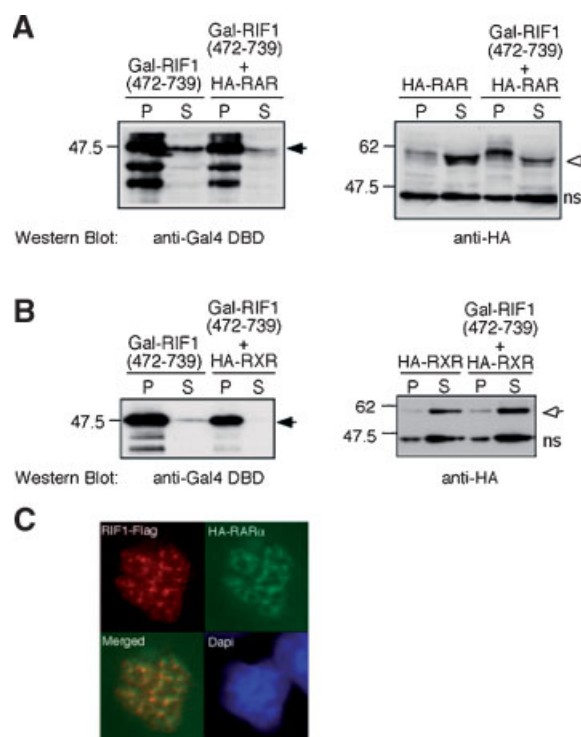 A
Gal-RIF1
(472-739)
P S
Gal-RIF1
(472-739)
+
HA-RAR
P S
47.5
HA-RAR
P S
Gal-RIF1
(472-739)
+
HA-RAR
P S
62
47.5
ns
Western Blot: anti-Gal4 DBD
anti-HA
B
Gal-RIF1
(472-739)
P S
Gal-RIF1
(472-739)
+
HA-RXR
P S
47.5
HA-RXR
P S
Gal-RIF1
(472-739)
+
HA-RXR
P S
62
47.5
ns
Western Blot: anti-Gal4 DBD
anti-HA
C
RIF1-Flag
HA-RARα
Merged
Dapi